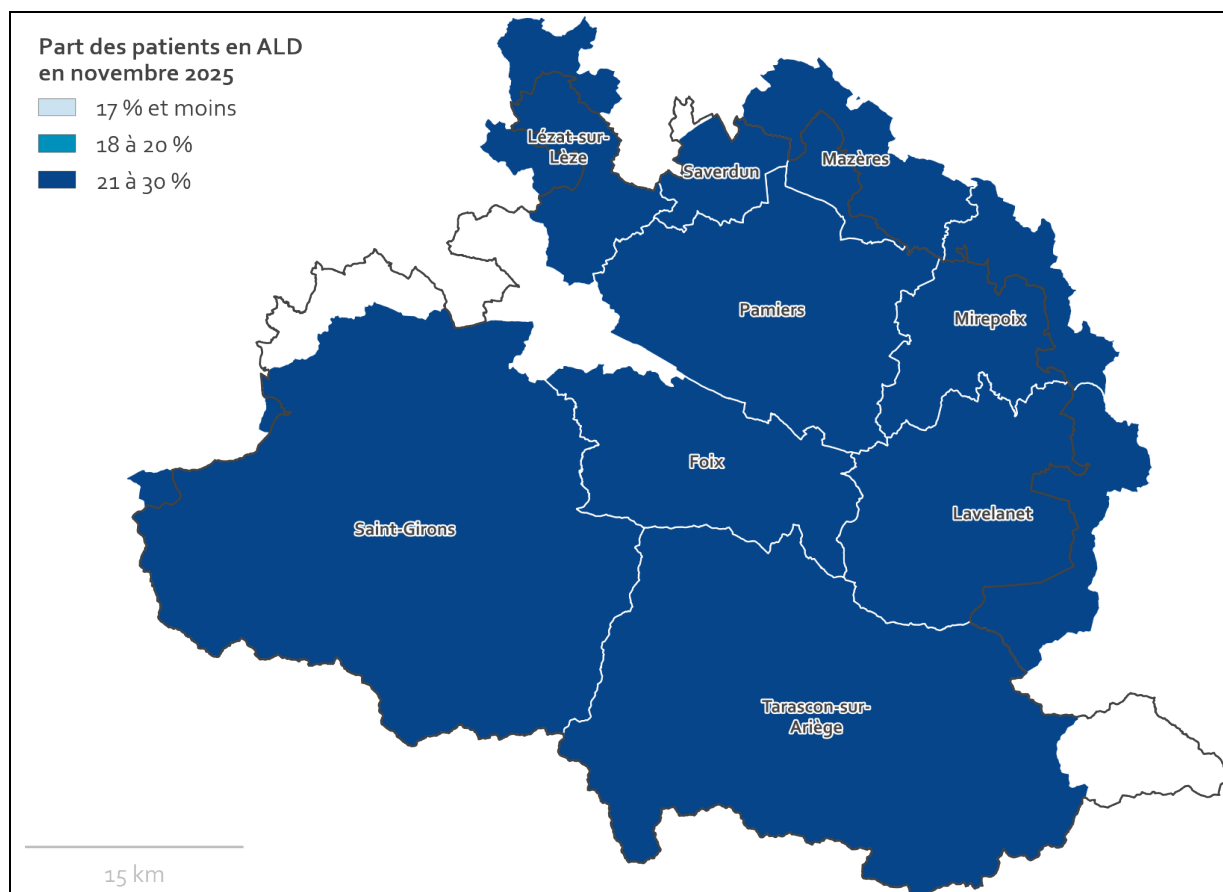 Part des patients en ALD
en novembre 2025
17 % et moins
18 à 20 %
21 à 30 %
Lézat-sur-
Lèze
Saverdun
Mazères
Pamiers
Mirepoix
Foix
Lavelanet
Saint-Girons
Tarascon-sur-
Ariège
15 km